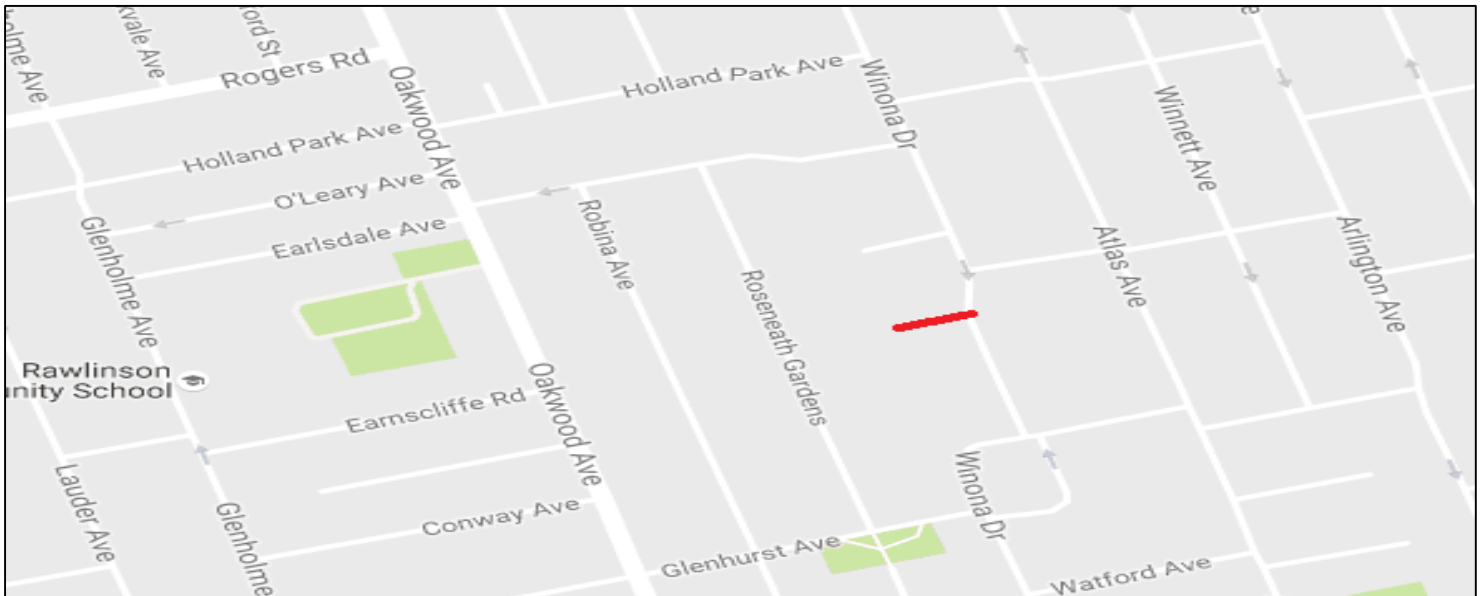 Rogers Rd
Oakwood Ave
Holland Park Ave
Winona Dr
Winnett Ave
Holland Park Ave
O'Leary Ave
Earlsdale Ave
Glenholme Ave
Robina Ave
Roseneath Gardens
Atlas Ave
Arlington Ave
Rawlinson
unity School
Earnscliffe Rd
Oakwood Ave
Lauder Ave
Glenholme
Conway Ave
Winona Dr
Glenhurst Ave
Watford Ave